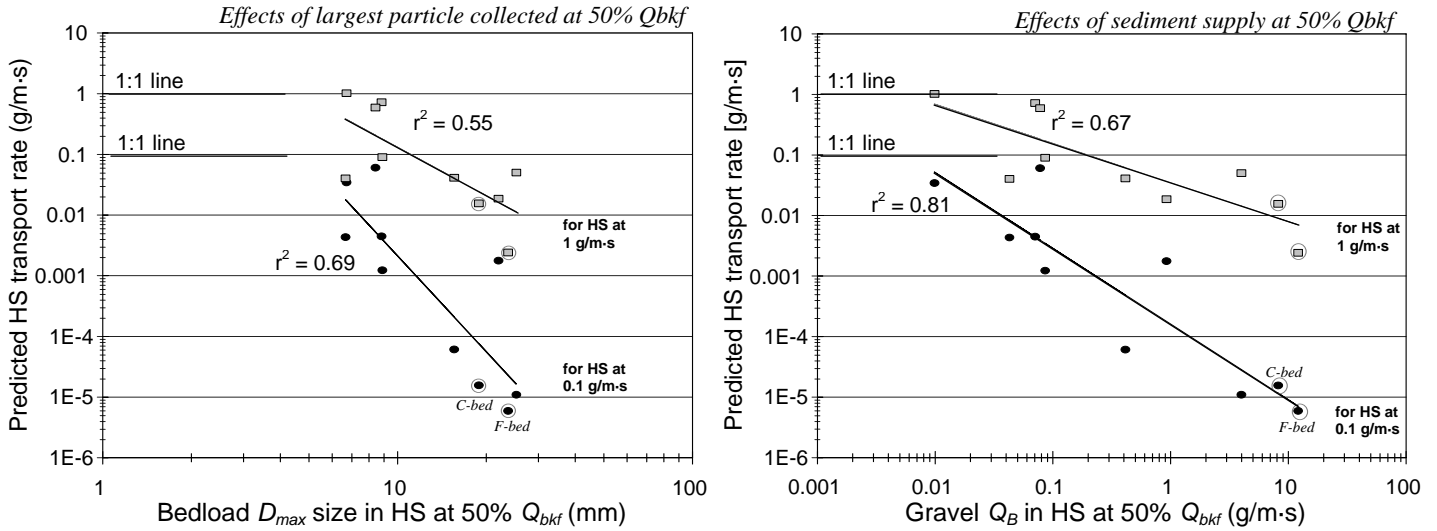 Effects of largest particle collected at 50% Qbkf
Predicted HS transport rate (g/m·s)
10
1
0.1
0.01
0.001
1E-4
1E-5
1E-6
1:1 line
1:1 line
r² = 0.55
r² = 0.69
for HS at
1 g/m·s
for HS at
0.1 g/m·s
C-bed
F-bed
1
10
100
Bedload Dmax size in HS at 50% Qbkf (mm)
Effects of sediment supply at 50% Qbkf
Predicted HS transport rate [g/m·s]
10
1
0.1
0.01
0.001
1E-4
1E-5
1E-6
1:1 line
1:1 line
r² = 0.67
r² = 0.81
for HS at
1 g/m·s
C-bed
F-bed
for HS at
0.1 g/m·s
0.001
0.01
0.1
1
10
100
Gravel QB in HS at 50% Qbkf (g/m·s)